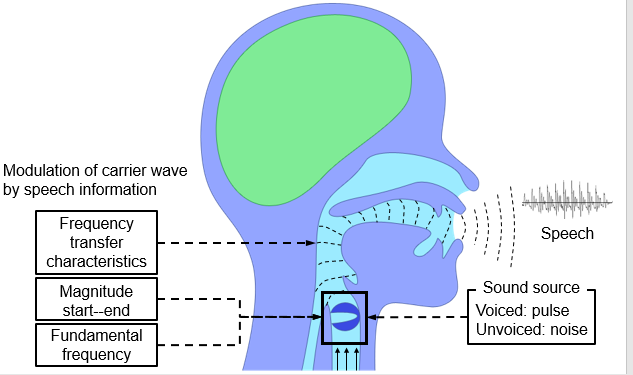 Modulation of carrier wave
by speech information
Frequency
transfer
characteristics
Magnitude
start--end
Fundamental
frequency
Speech
Sound source
Voiced: pulse
Unvoiced: noise